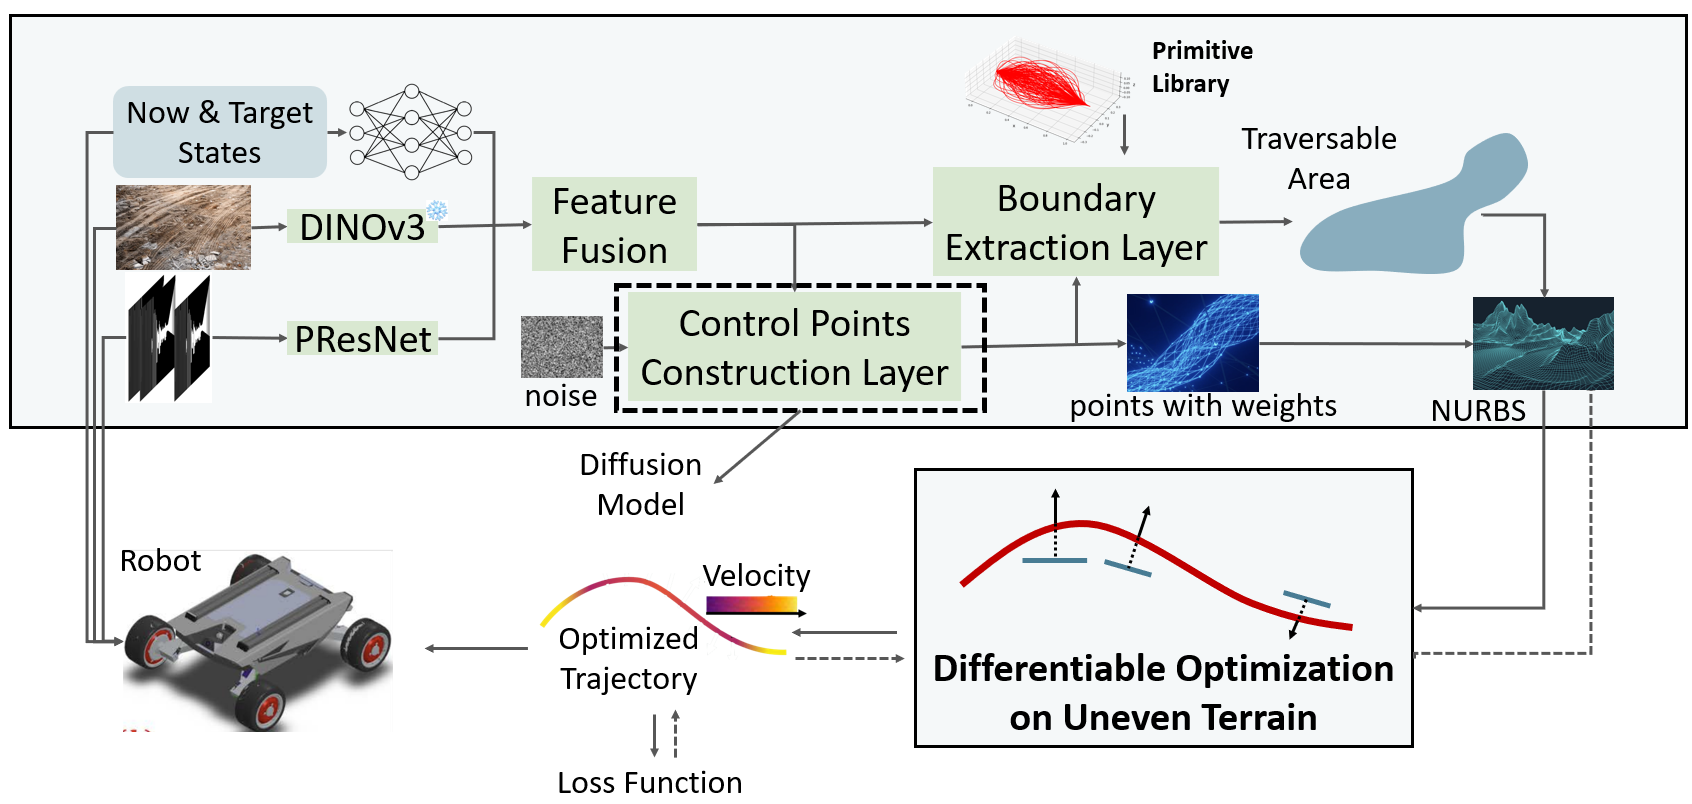 Primitive
Library
Now & Target
States
Traversable
Area
DINOv3
Feature
Fusion
Boundary
Extraction Layer
PResNet
noise
Control Points
Construction Layer
points with weights
NURBS
Diffusion
Model
Robot
Velocity
Optimized
Trajectory
Differentiable Optimization
on Uneven Terrain
Loss Function